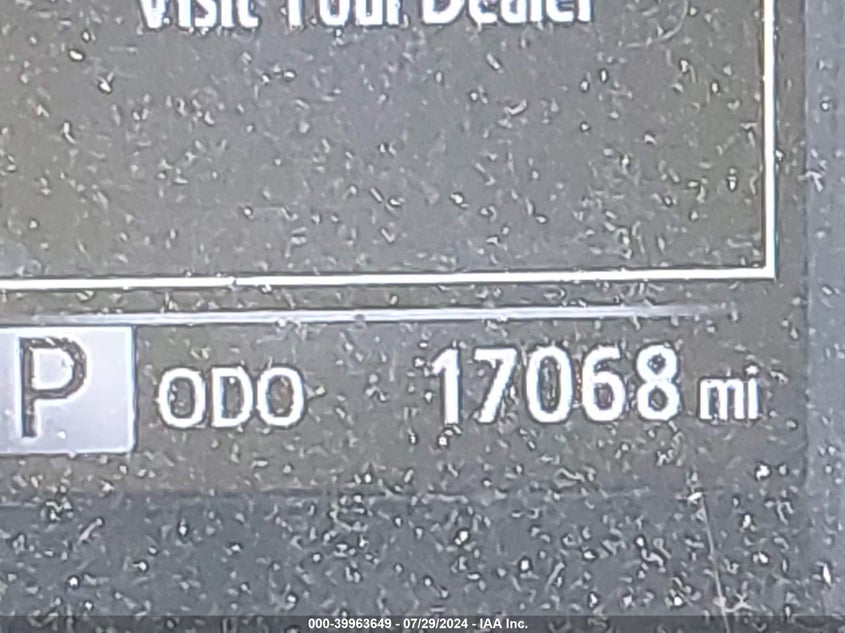 Visit Your Dealer
P ODO 17068 mi
000-39963649 - 07/29/2024 - IAA Inc.